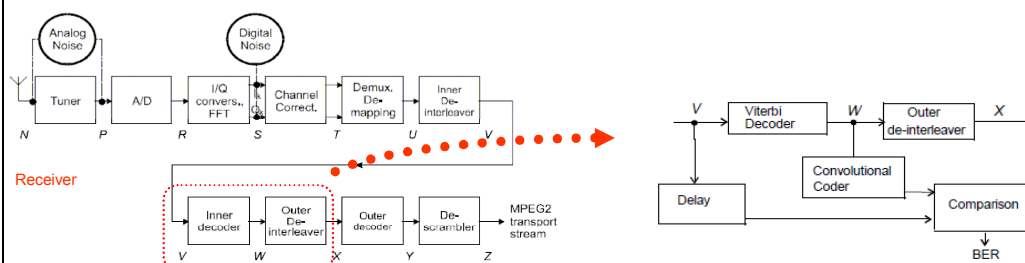 Analog
Noise
Digital
Noise
Tuner
A/D
I/Q
convers.,
FFT
Channel
Correct.
Demux.
De-
mapping
Inner
De-
interleaver
N
P
R
S
T
U
V
Receiver
Inner
decoder
Outer
De-
interleaver
Outer
decoder
De-
scrambler
MPEG2
transport
stream
V
W
X
Y
Z
V
Viterbi
Decoder
W
Outer
de-interleaver
X
Convolutional
Coder
Delay
Comparison
BER